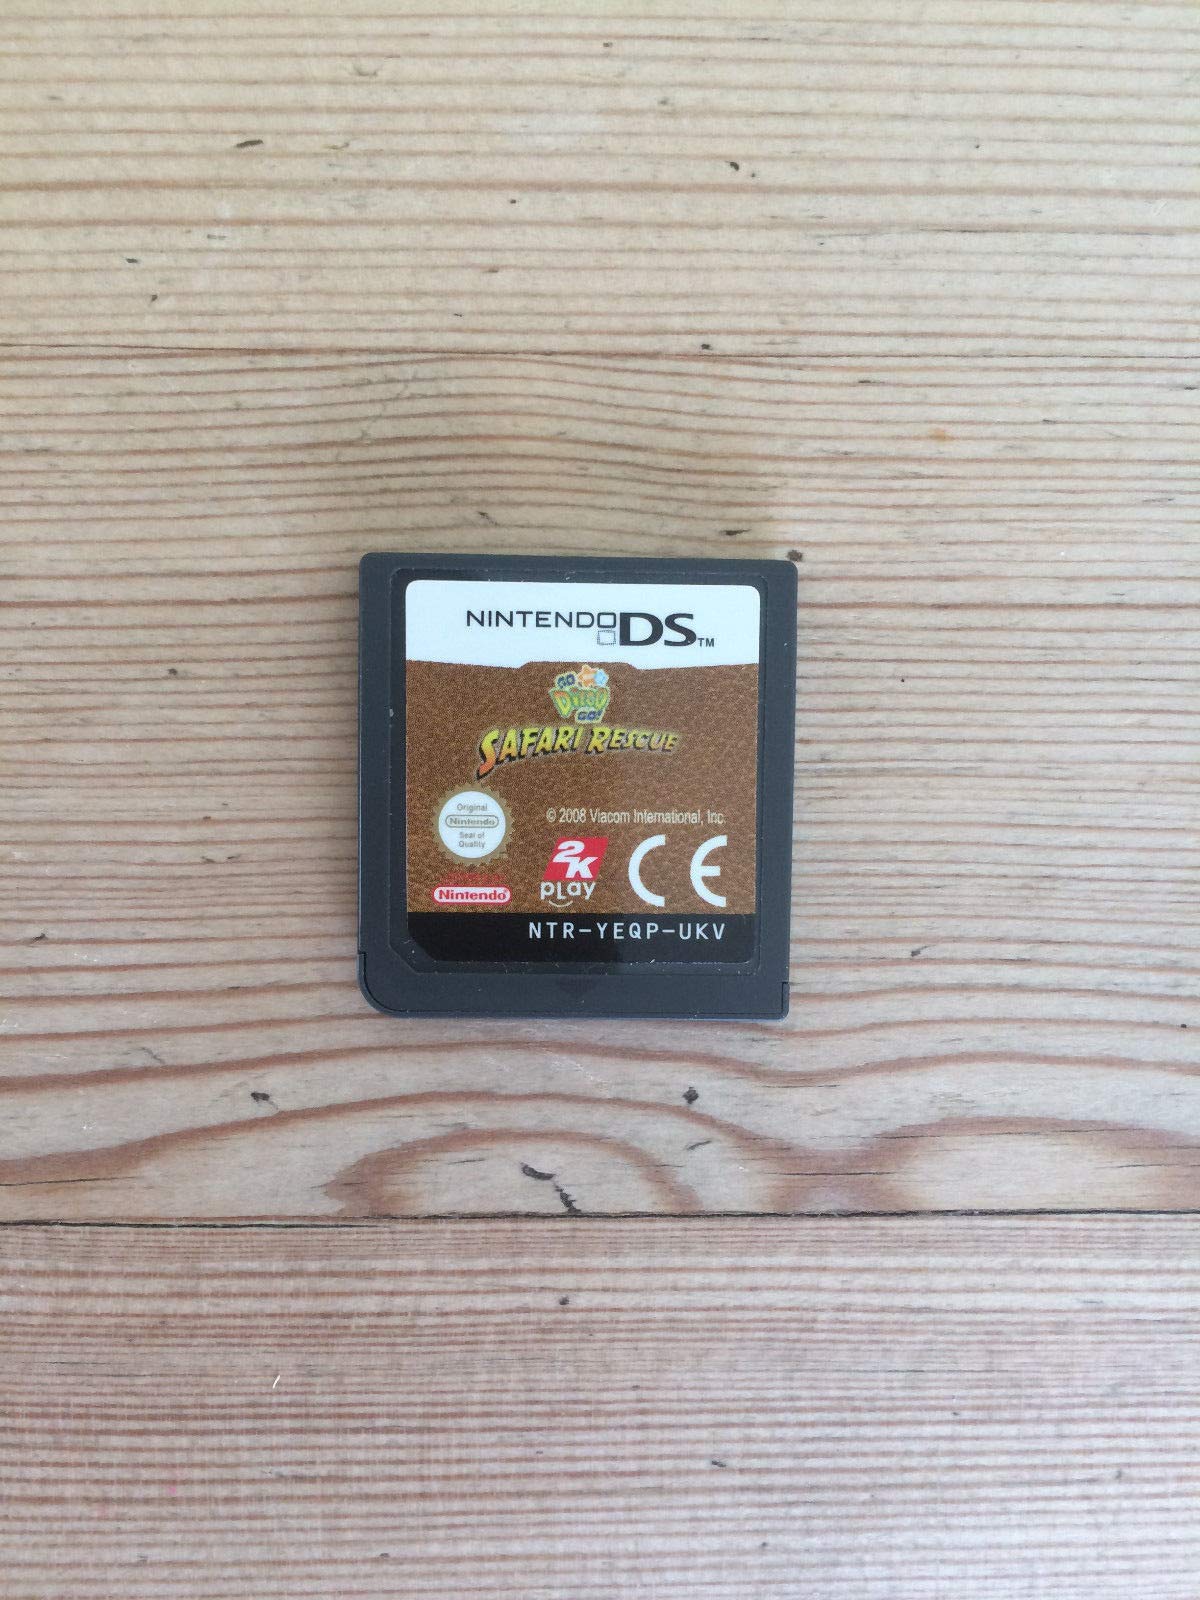 NINTENDO DS™
GO
DIEGO
GO!
SAFARI RESCUE
Original
Nintendo
Seal of
Quality
© 2008 Viacom International, Inc.
2K
PLAY
CE
Nintendo
NTR-YEQP-UKV